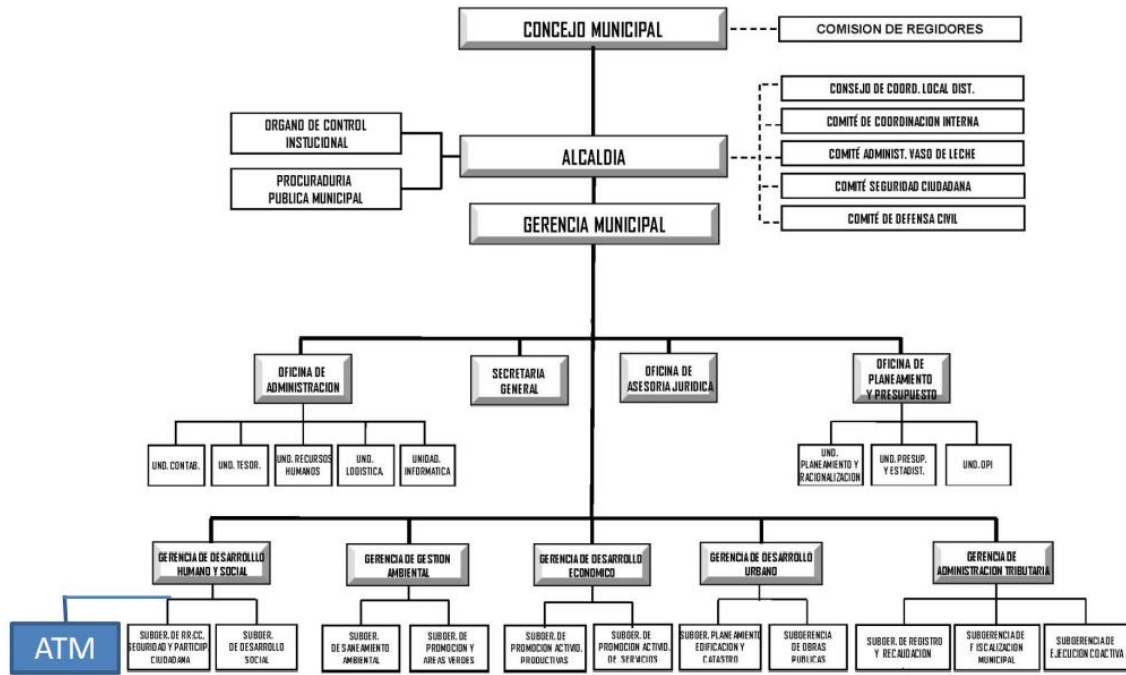 CONCEJO MUNICIPAL
COMISION DE REGIDORES
CONSEJO DE COORD. LOCAL DIST.
ORGANO DE CONTROL
INSTUCIONAL
COMITÉ DE COORDINACION INTERNA
ALCALDIA
COMITÉ ADMINIST. VASO DE LECHE
PROCURADURIA
PUBLICA MUNICIPAL
COMITÉ SEGURIDAD CIUDADANA
GERENCIA MUNICIPAL
COMITÉ DE DEFENSA CIVIL
OFICINA DE
ADMINISTRACION
SECRETARIA
GENERAL
OFICINA DE
ASESORIA JURIDICA
OFICINA DE
PLANEAMIENTO
Y PRESUPUESTO
UND. CONTAB.
UND. TESOR.
UND. RECURSOS
HUMANOS
UND.
LOGISTICA.
UNIDAD.
INFORMATICA
UND.
PLANEAMIENTO Y
RACIONALIZACION
UND. PRESUP.
Y ESTADIST.
UND. OPI
GERENCIA DE DESARROLLLO
HUMANO Y SOCIAL
GERENCIA DE GESTION
AMBIENTAL
GERENCIA DE DESARROLLO
ECONOMICO
GERENCIA DE DESARROLLO
URBANO
GERENCIA DE
ADMINISTRACION TRIBUTARIA
ATM
SUBGER. DE RR.CC,
SEGURIDAD Y PARTICIP.
CIUDADANA
SUBGER.
DE DESARROLLO
SOCIAL
SUBGER.
DE SANEAMIENTO
AMBIENTAL
SUBGER. DE
PROMOCION Y
AREAS VERDES
SUBGER. DE
PROMOCION ACTIVID.
PRODUCTIVAS
SUBGER. DE
PROMOCION ACTIV.
DE SERVICIOS
SUBGER. PLANEAMIENTO
EDIFICACION Y
CATASTRO
SUBGERENCIA
DE OBRAS
PUBLICAS
SUBGER. DE REGISTRO
Y RECAUDACION
SUBGERENCIA DE
FISCALIZACION
MUNICIPAL
SUBGERENCIA DE
EJECUCION COACTIVA